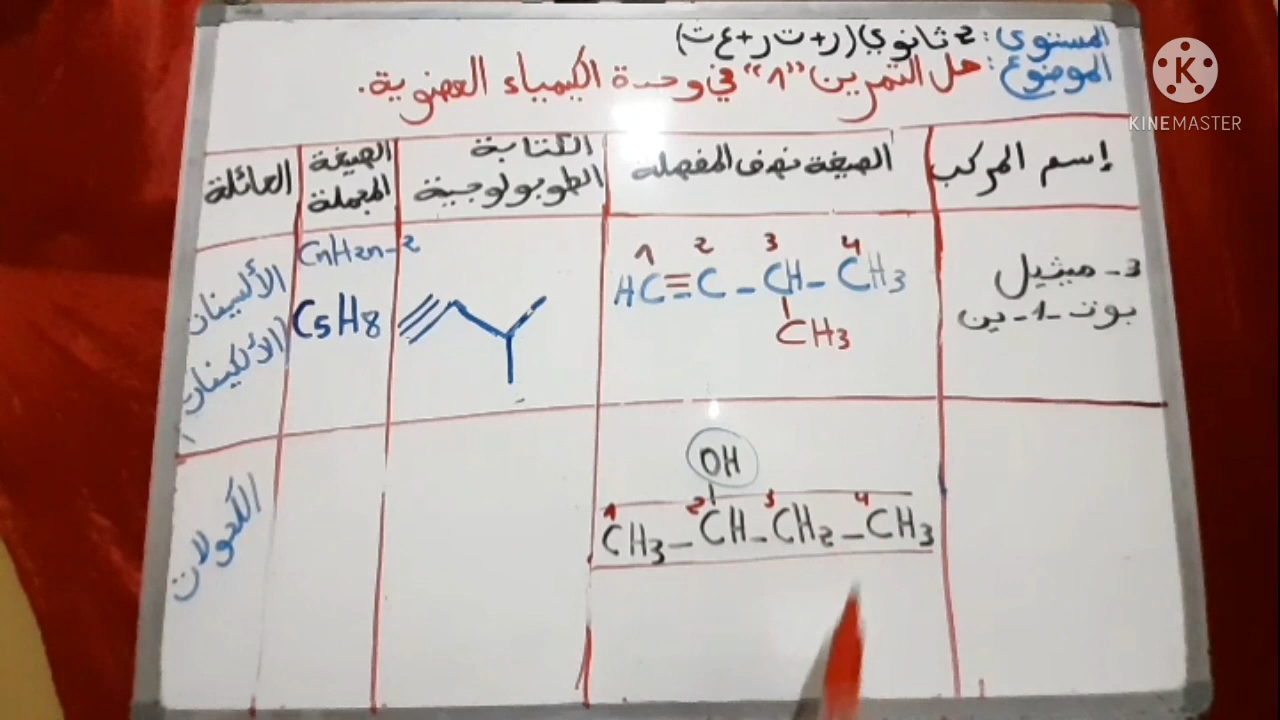 المستوى: 2 ثانوي (ر+ت ر+ع ت)
الموضوع: حل التمرين "1" في وحدة الكيمياء العضوية.
K
KINEMASTER
إسم المركب
الصيغة نصف المفصلة
الكتابة الطوبولوجية
الصيغة المجملة
العائلة
3- ميثيل
بوت-1-ين
1 2 3 4
HC≡C-CH-CH3
CH3
CnH2n-2
C5H8
الألسينات
(الألكينات
OH
1 2 3 4
CH3-CH-CH2-CH3
الكحولات